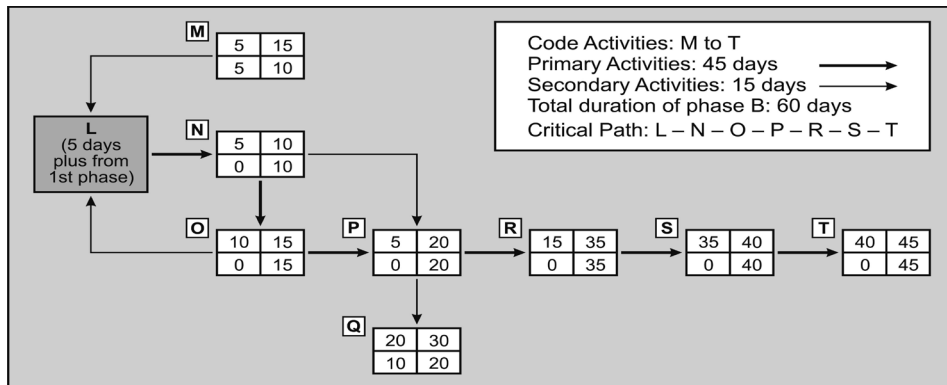 M
5 15
5 10
Code Activities: M to T
Primary Activities: 45 days
Secondary Activities: 15 days
Total duration of phase B: 60 days
Critical Path: L – N – O – P – R – S – T
L
(5 days
plus from
1st phase)
N
5 10
0 10
O
10 15
0 15
P
5 20
0 20
R
15 35
0 35
S
35 40
0 40
T
40 45
0 45
Q
20 30
10 20